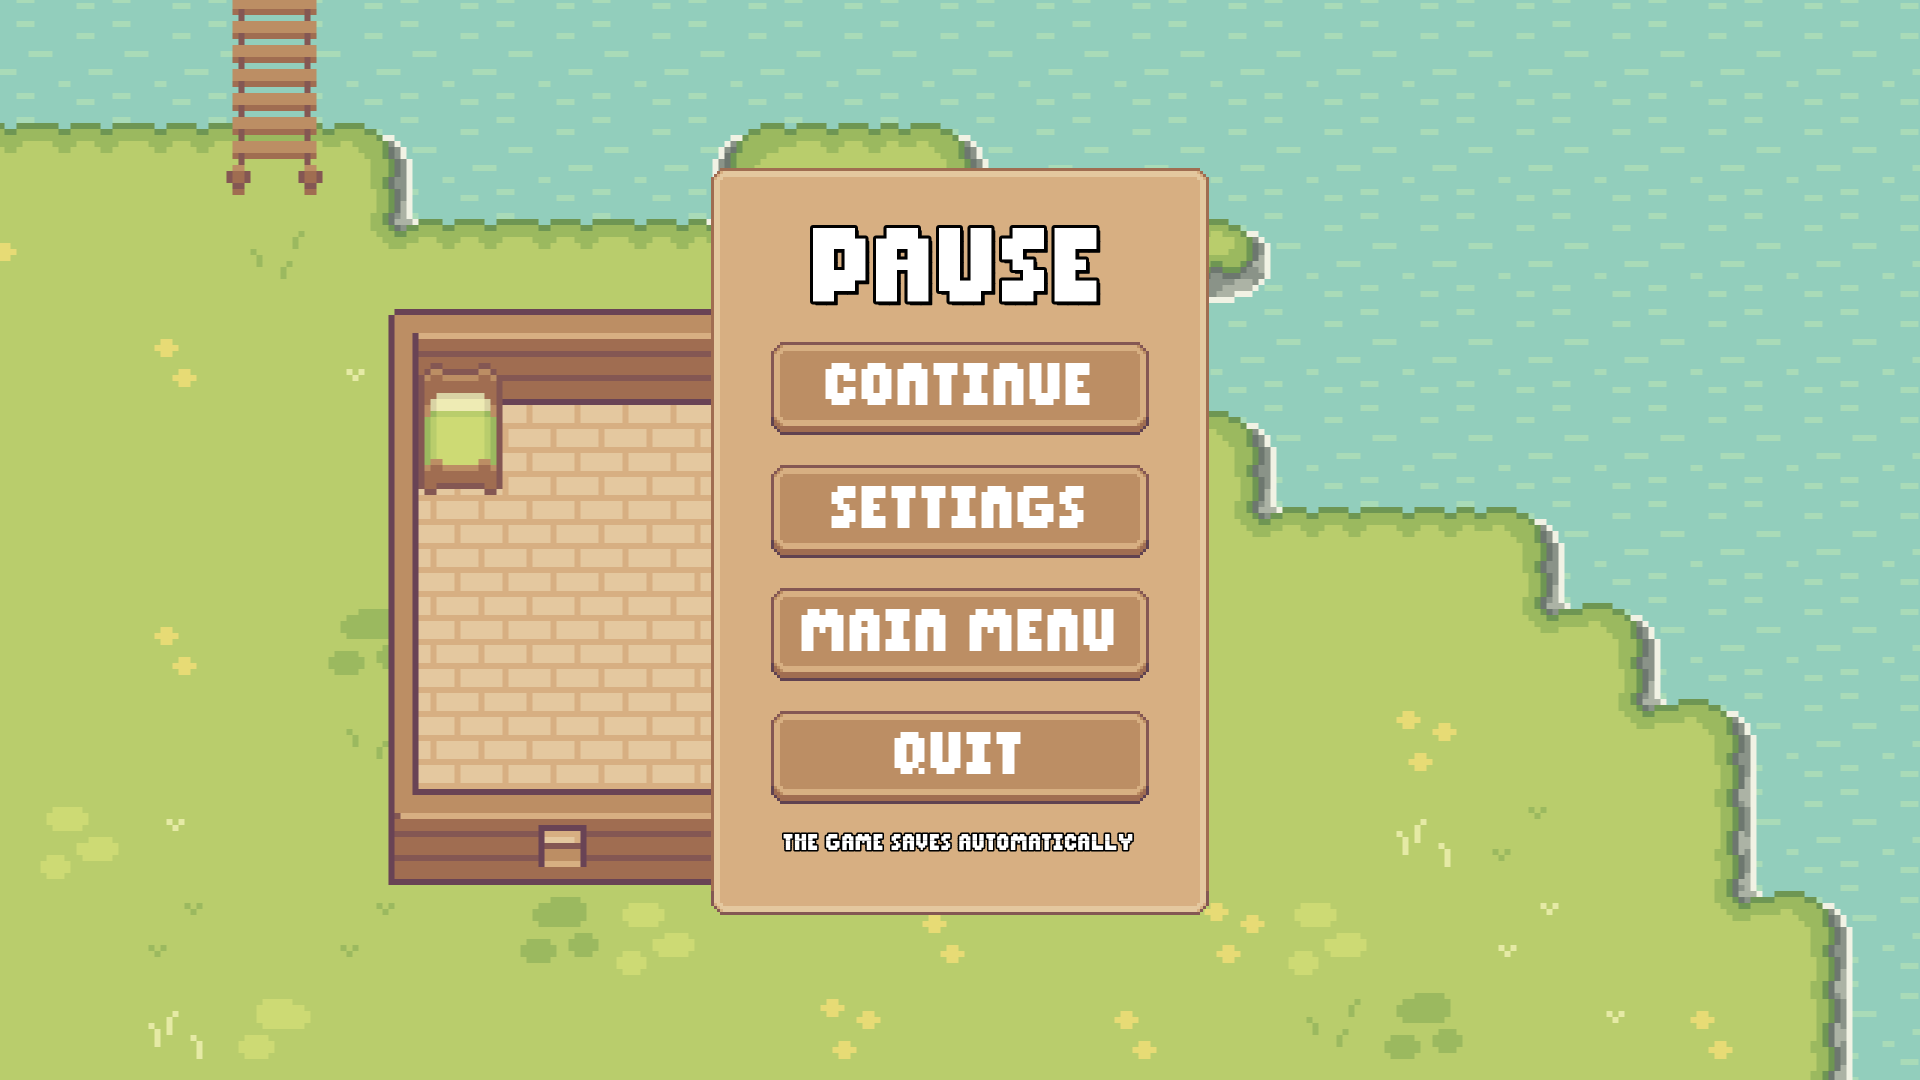 PAUSE
CONTINUE
SETTINGS
MAIN MENU
QUIT
THE GAME SAVES AUTOMATICALLY